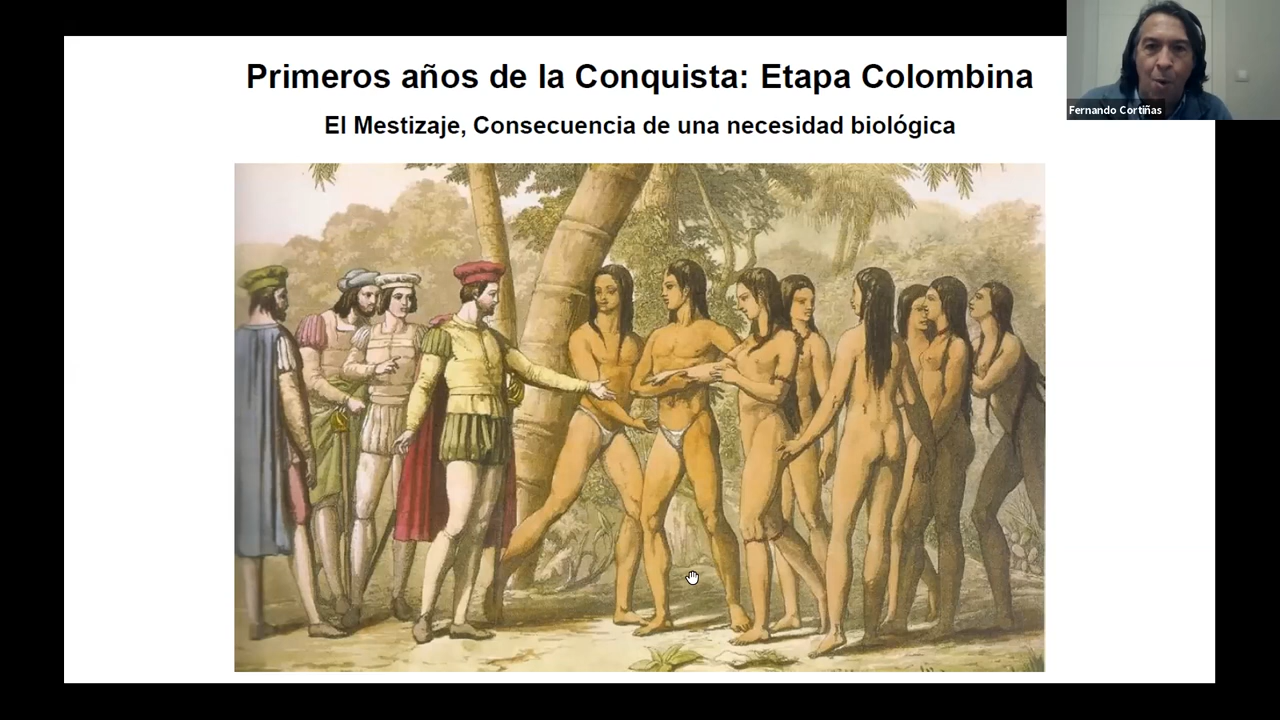 Primeros años de la Conquista: Etapa Colombina
El Mestizaje, Consecuencia de una necesidad biológica
Fernando Cortiñas